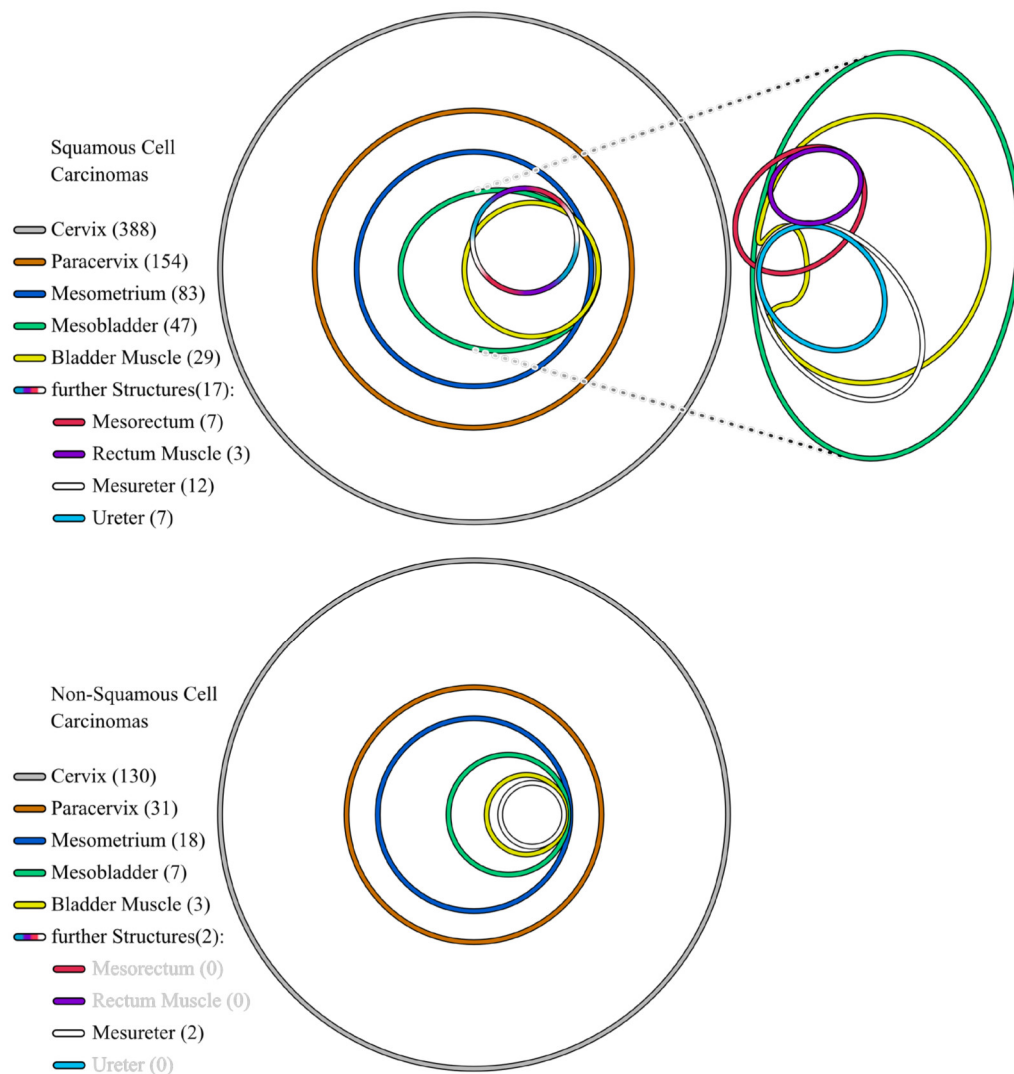 Squamous Cell
Carcinomas
Cervix (388)
Paracervix (154)
Mesometrium (83)
Mesobladder (47)
Bladder Muscle (29)
further Structures(17):
Mesorectum (7)
Rectum Muscle (3)
Mesureter (12)
Ureter (7)
Non-Squamous Cell
Carcinomas
Cervix (130)
Paracervix (31)
Mesometrium (18)
Mesobladder (7)
Bladder Muscle (3)
further Structures(2):
Mesorectum (0)
Rectum Muscle (0)
Mesureter (2)
Ureter (0)